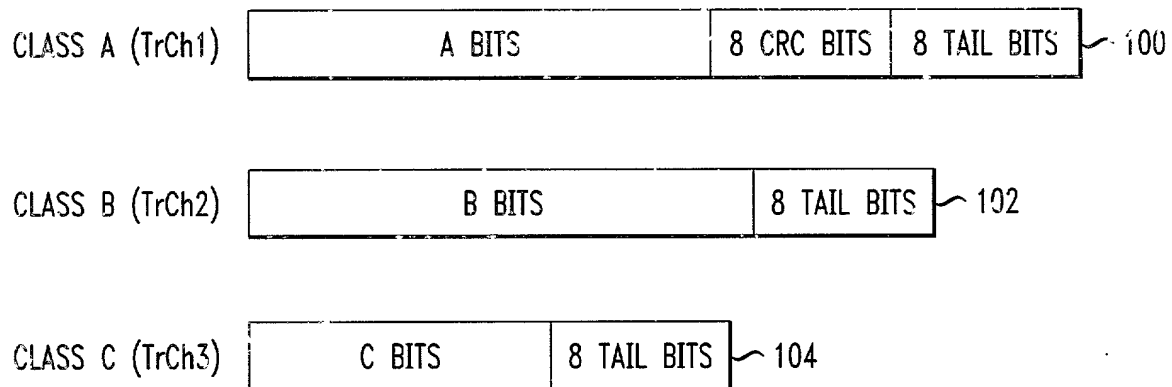 CLASS A (TrCh1) A BITS 8 CRC BITS 8 TAIL BITS 100
CLASS B (TrCh2) B BITS 8 TAIL BITS 102
CLASS C (TrCh3) C BITS 8 TAIL BITS 104